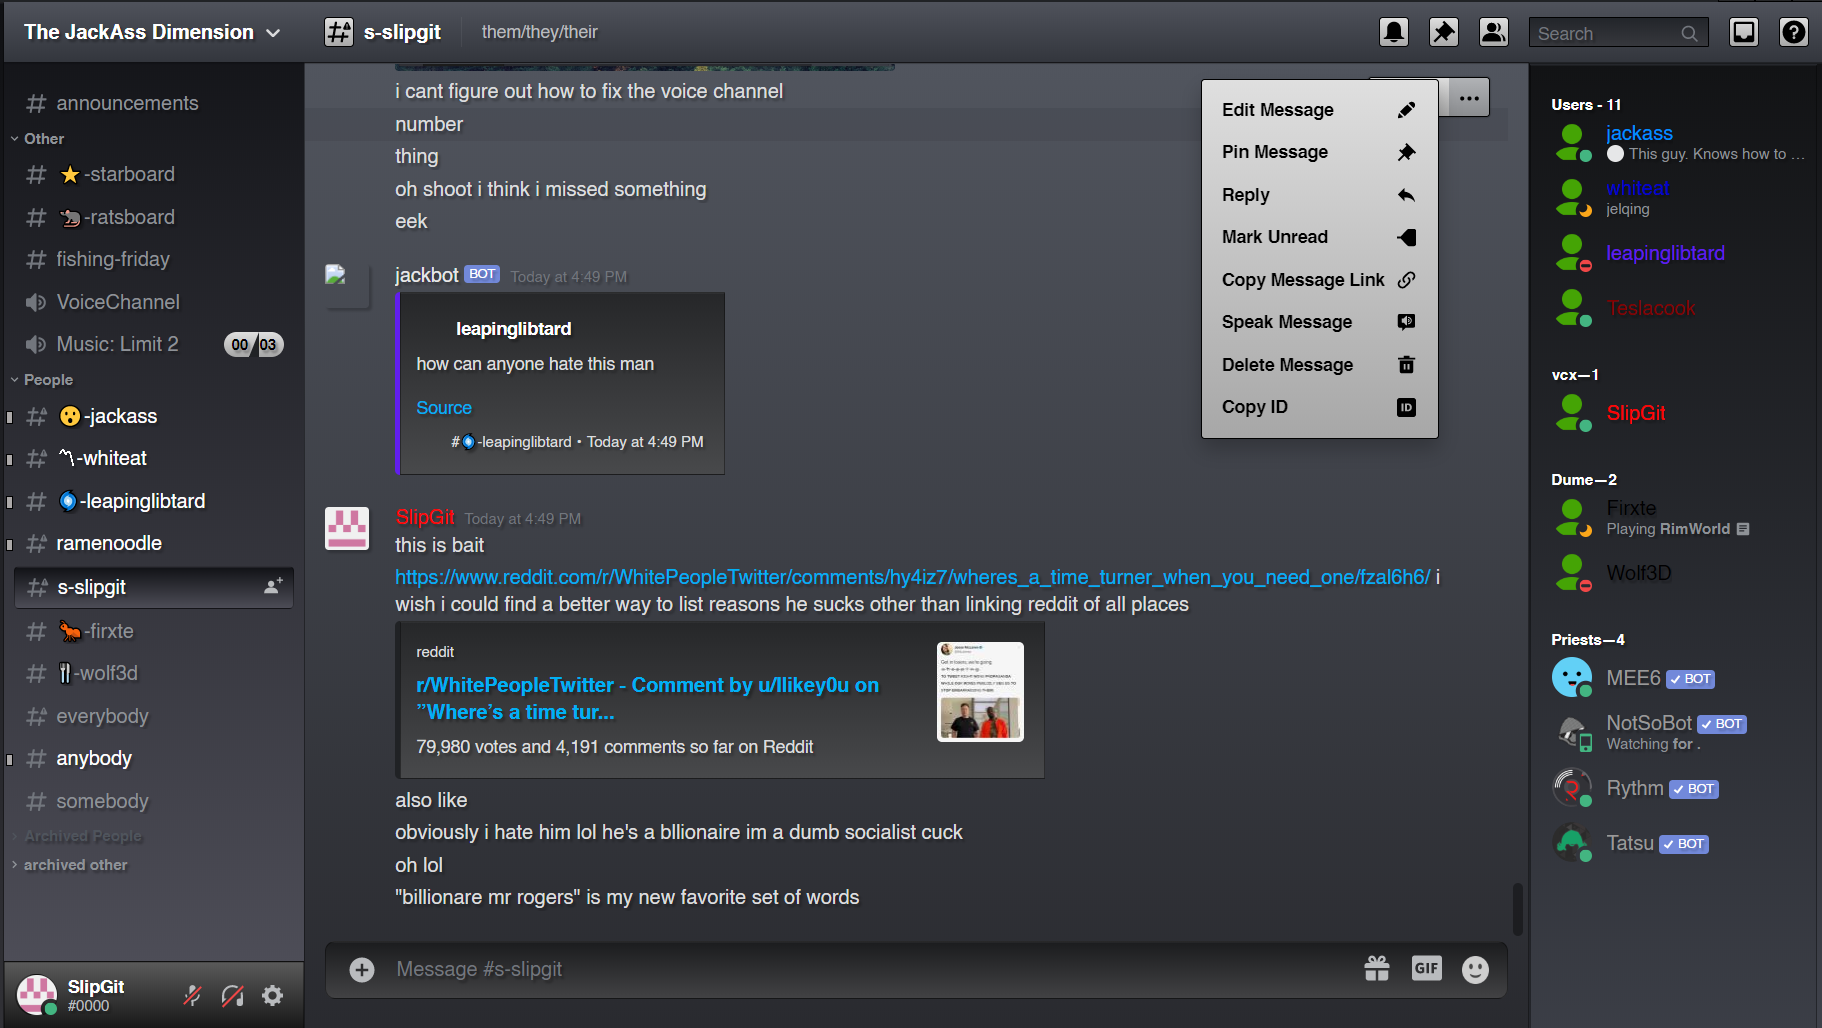 The JackAss Dimension
s-slipgit
them/they/their
Search
announcements
Other
-starboard
-ratsboard
fishing-friday
VoiceChannel
Music: Limit 2
00 / 03
People
-jackass
-whiteat
-leapinglibtard
ramenoodle
s-slipgit
-firxte
-wolf3d
everybody
anybody
somebody
Archived People
archived other
SlipGit
#0000
i cant figure out how to fix the voice channel
number
thing
oh shoot i think i missed something
eek
jackbot BOT Today at 4:49 PM
leapinglibtard
how can anyone hate this man
Source
#-leapinglibtard • Today at 4:49 PM
SlipGit Today at 4:49 PM
this is bait
https://www.reddit.com/r/WhitePeopleTwitter/comments/hy4iz7/wheres_a_time_turner_when_you_need_one/fzal6h6/ i
wish i could find a better way to list reasons he sucks other than linking reddit of all places
reddit
r/WhitePeopleTwitter - Comment by u/Ilikey0u on
”Where’s a time tur...
79,980 votes and 4,191 comments so far on Reddit
also like
obviously i hate him lol he's a bllionaire im a dumb socialist cuck
oh lol
"billionare mr rogers" is my new favorite set of words
Message #s-slipgit
GIF
Edit Message
Pin Message
Reply
Mark Unread
Copy Message Link
Speak Message
Delete Message
Copy ID
ID
Users - 11
jackass
This guy. Knows how to ...
whiteat
jelqing
leapinglibtard
Teslacook
vcx—1
SlipGit
Dume—2
Firxte
Playing RimWorld
Wolf3D
Priests—4
MEE6 BOT
NotSoBot BOT
Watching for .
Rythm BOT
Tatsu BOT